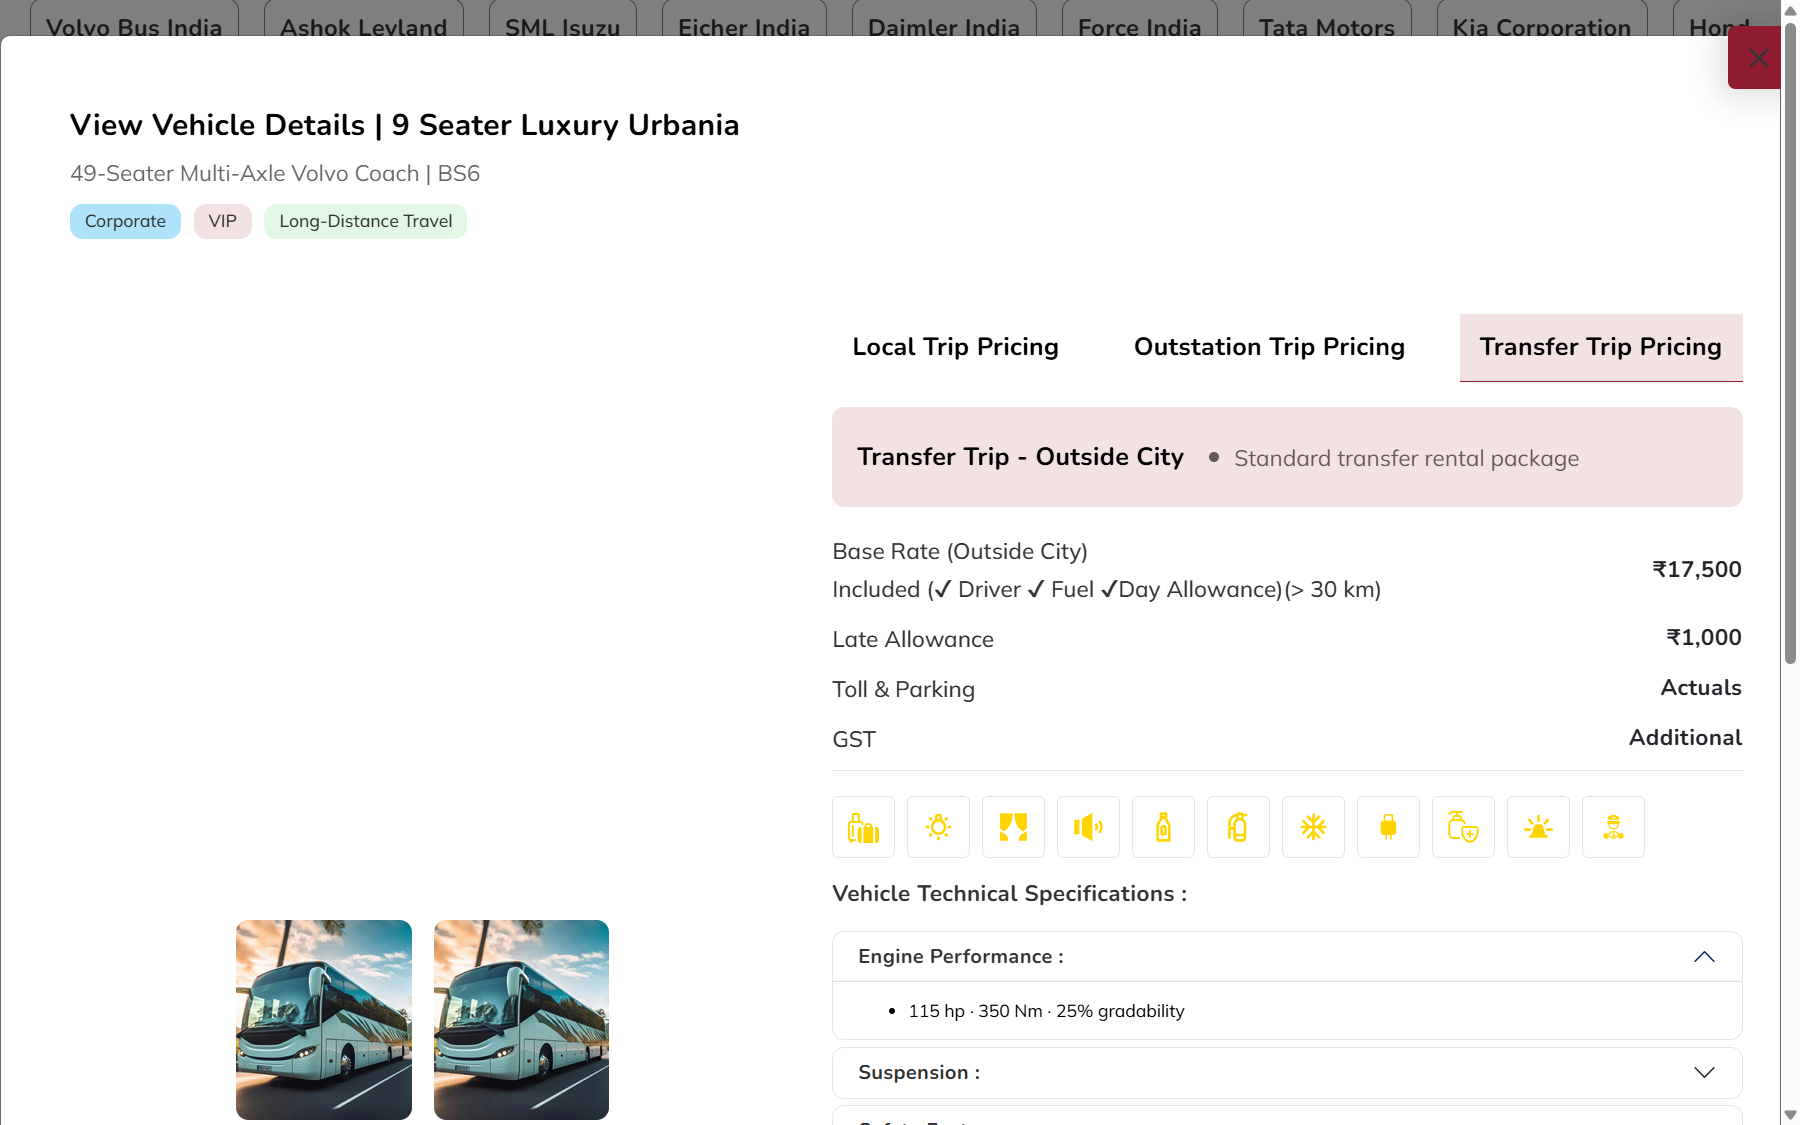 Volvo Bus India
Ashok Leyland
SML Isuzu
Eicher India
Daimler India
Force India
Tata Motors
Kia Corporation
View Vehicle Details | 9 Seater Luxury Urbania
49-Seater Multi-Axle Volvo Coach | BS6
Corporate
VIP
Long-Distance Travel
Local Trip Pricing
Outstation Trip Pricing
Transfer Trip Pricing
Transfer Trip - Outside City • Standard transfer rental package
Base Rate (Outside City)
Included (✓ Driver ✓ Fuel ✓Day Allowance)(> 30 km)
₹17,500
Late Allowance
₹1,000
Toll & Parking
Actuals
GST
Additional
Vehicle Technical Specifications :
Engine Performance :
• 115 hp · 350 Nm · 25% gradability
Suspension :